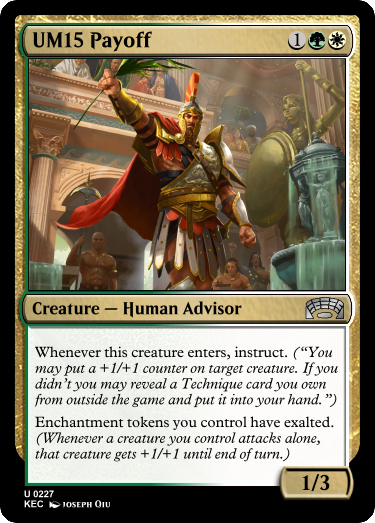 UM15 Payoff 1
Creature — Human Advisor
Whenever this creature enters, instruct. (“You
may put a +1/+1 counter on target creature. If you
didn’t you may reveal a Technique card you own
from outside the game and put it into your hand.”)
Enchantment tokens you control have exalted.
(Whenever a creature you control attacks alone,
that creature gets +1/+1 until end of turn.)
1/3
U 0227
KEC Joseph Qiu